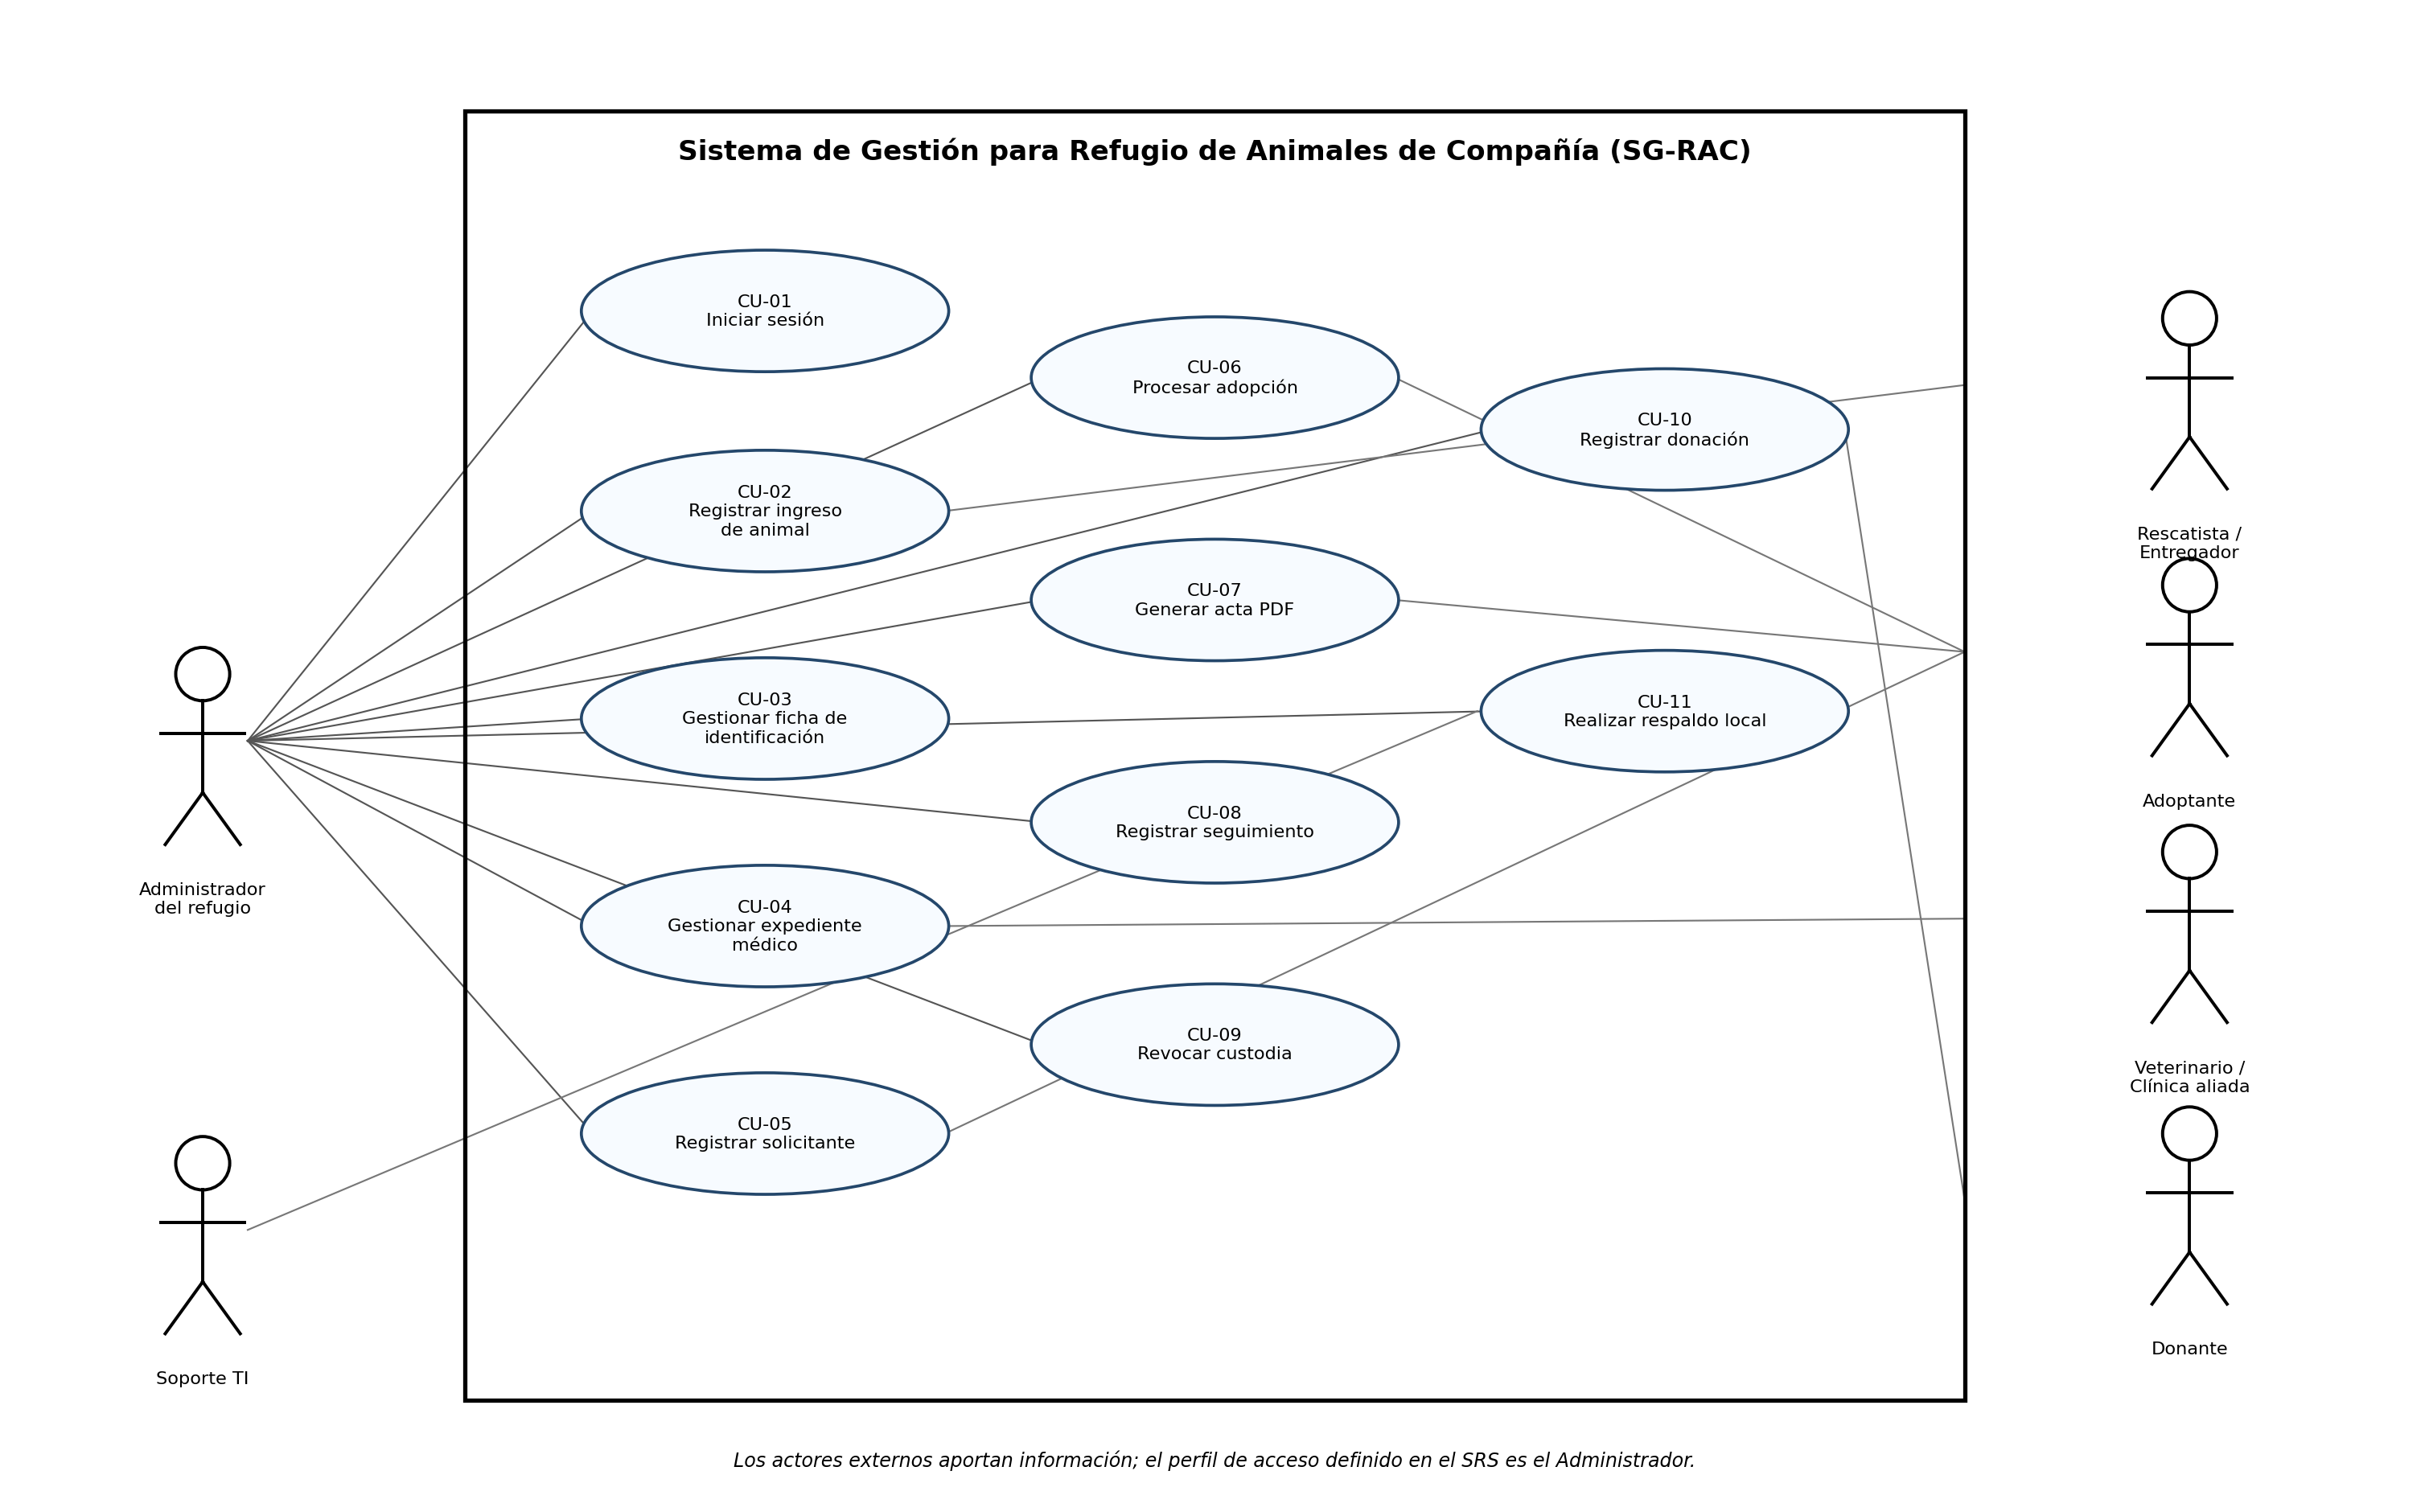 Sistema de Gestión para Refugio de Animales de Compañía (SG-RAC)
CU-01
Iniciar sesión
CU-02
Registrar ingreso
de animal
CU-03
Gestionar ficha de
identificación
CU-04
Gestionar expediente
médico
CU-05
Registrar solicitante
CU-06
Procesar adopción
CU-07
Generar acta PDF
CU-08
Registrar seguimiento
CU-09
Revocar custodia
CU-10
Registrar donación
CU-11
Realizar respaldo local
Administrador
del refugio
Soporte TI
Rescatista /
Entregador
Adoptante
Veterinario /
Clínica aliada
Donante
Los actores externos aportan información; el perfil de acceso definido en el SRS es el Administrador.